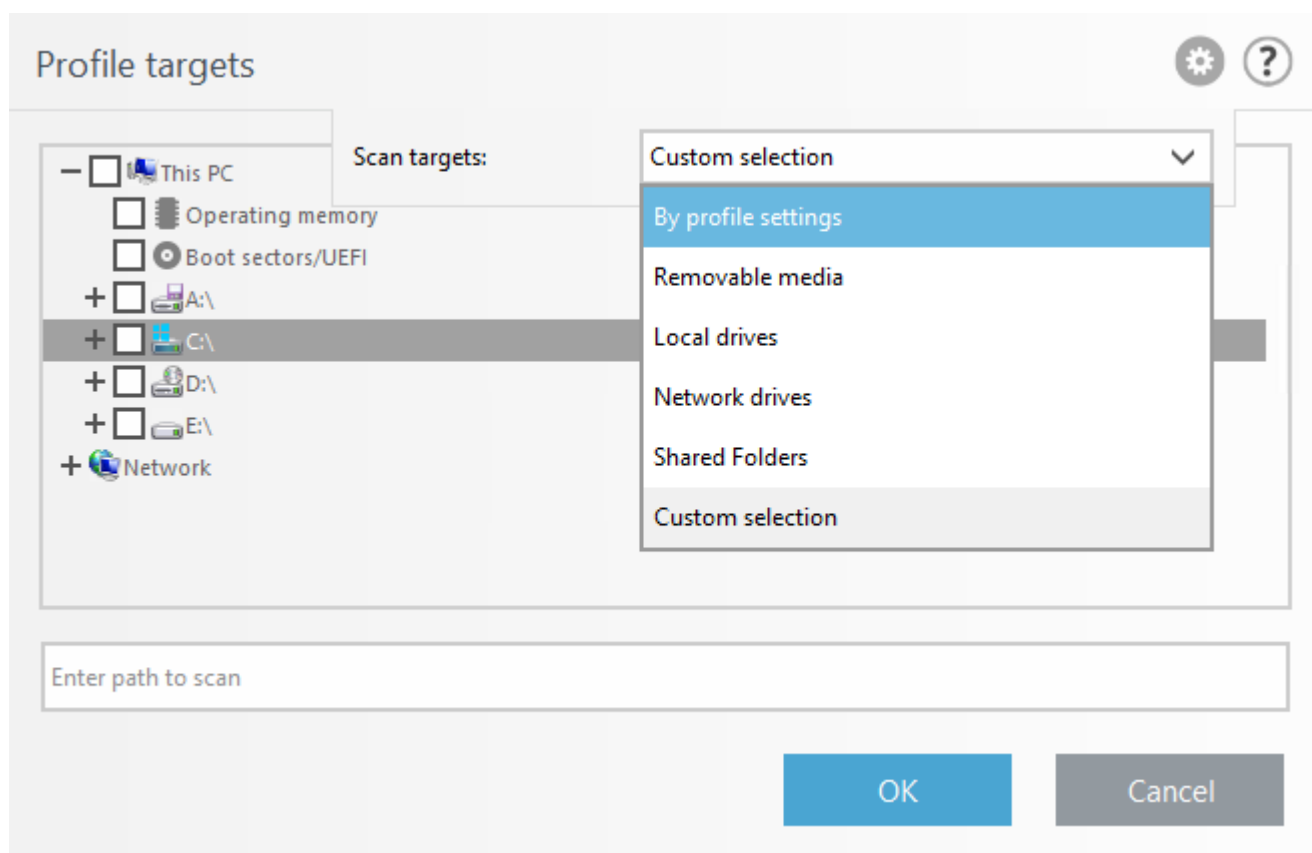 Profile targets
?
Scan targets:
Custom selection
This PC
Operating memory
Boot sectors/UEFI
A:\
C:\
D:\
E:\
Network
By profile settings
Removable media
Local drives
Network drives
Shared Folders
Custom selection
Enter path to scan
OK
Cancel